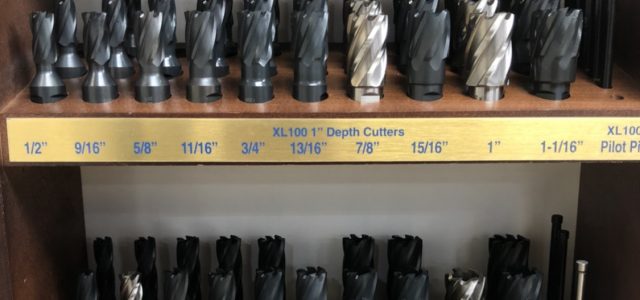 XL100 1" Depth Cutters
1/2" 9/16" 5/8" 11/16" 3/4" 13/16" 7/8" 15/16" 1" 1-1/16"
XL100
Pilot Pi